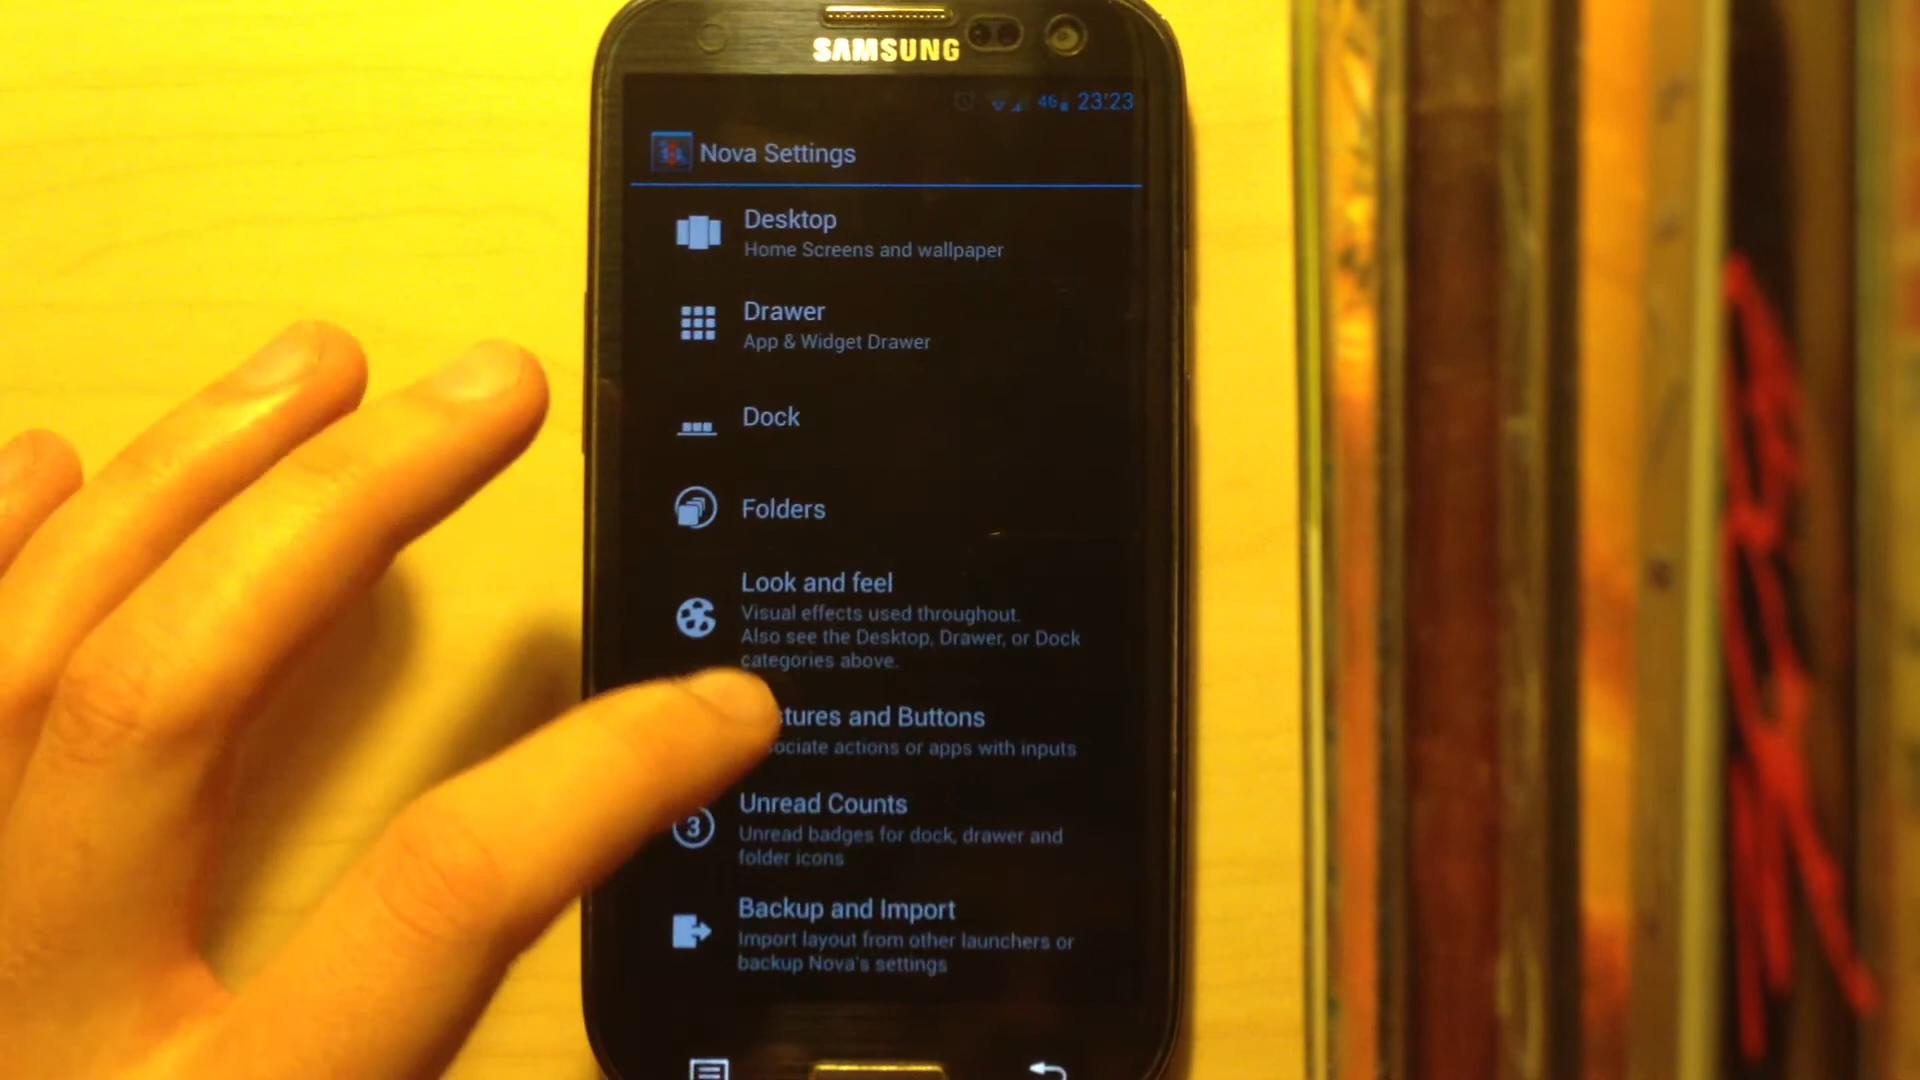 SAMSUNG
4G 23:23
Nova Settings
Desktop
Home Screens and wallpaper
Drawer
App & Widget Drawer
Dock
Folders
Look and feel
Visual effects used throughout.
Also see the Desktop, Drawer, or Dock
categories above.
stures and Buttons
ociate actions or apps with inputs
Unread Counts
3
Unread badges for dock, drawer and
folder icons
Backup and Import
Import layout from other launchers or
backup Nova's settings